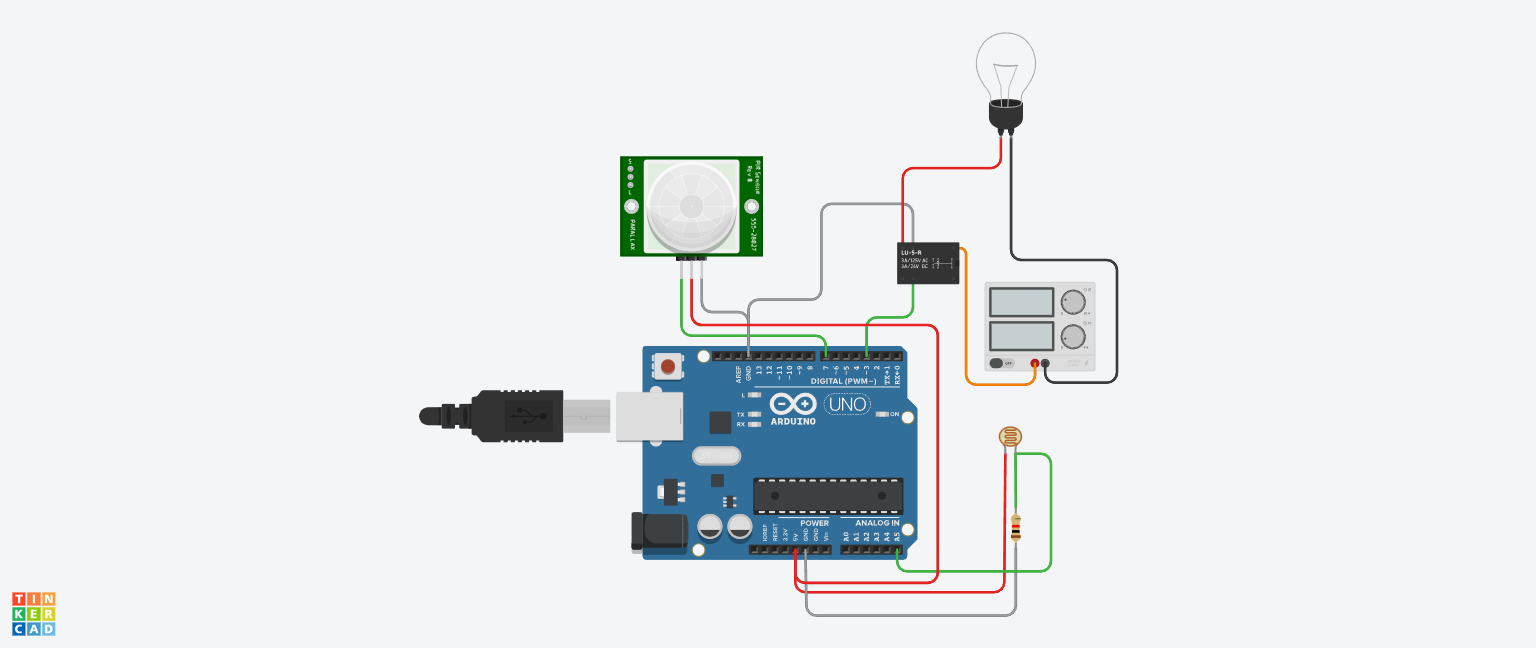 PIR Sensor
Rev B
PARALLAX
555-28027
LU-5-R
3A/125V AC
3A/24V DC
OFF
AREF
GND
13
12
~11
~10
~9
8
7
~6
~5
4
~3
2
TX→1
RX←0
DIGITAL (PWM~)
L
TX
RX
ARDUINO
UNO
ON
POWER
ANALOG IN
IOREF
RESET
3.3V
5V
GND
GND
Vin
A0
A1
A2
A3
A4
A5
TIN
KER
CAD